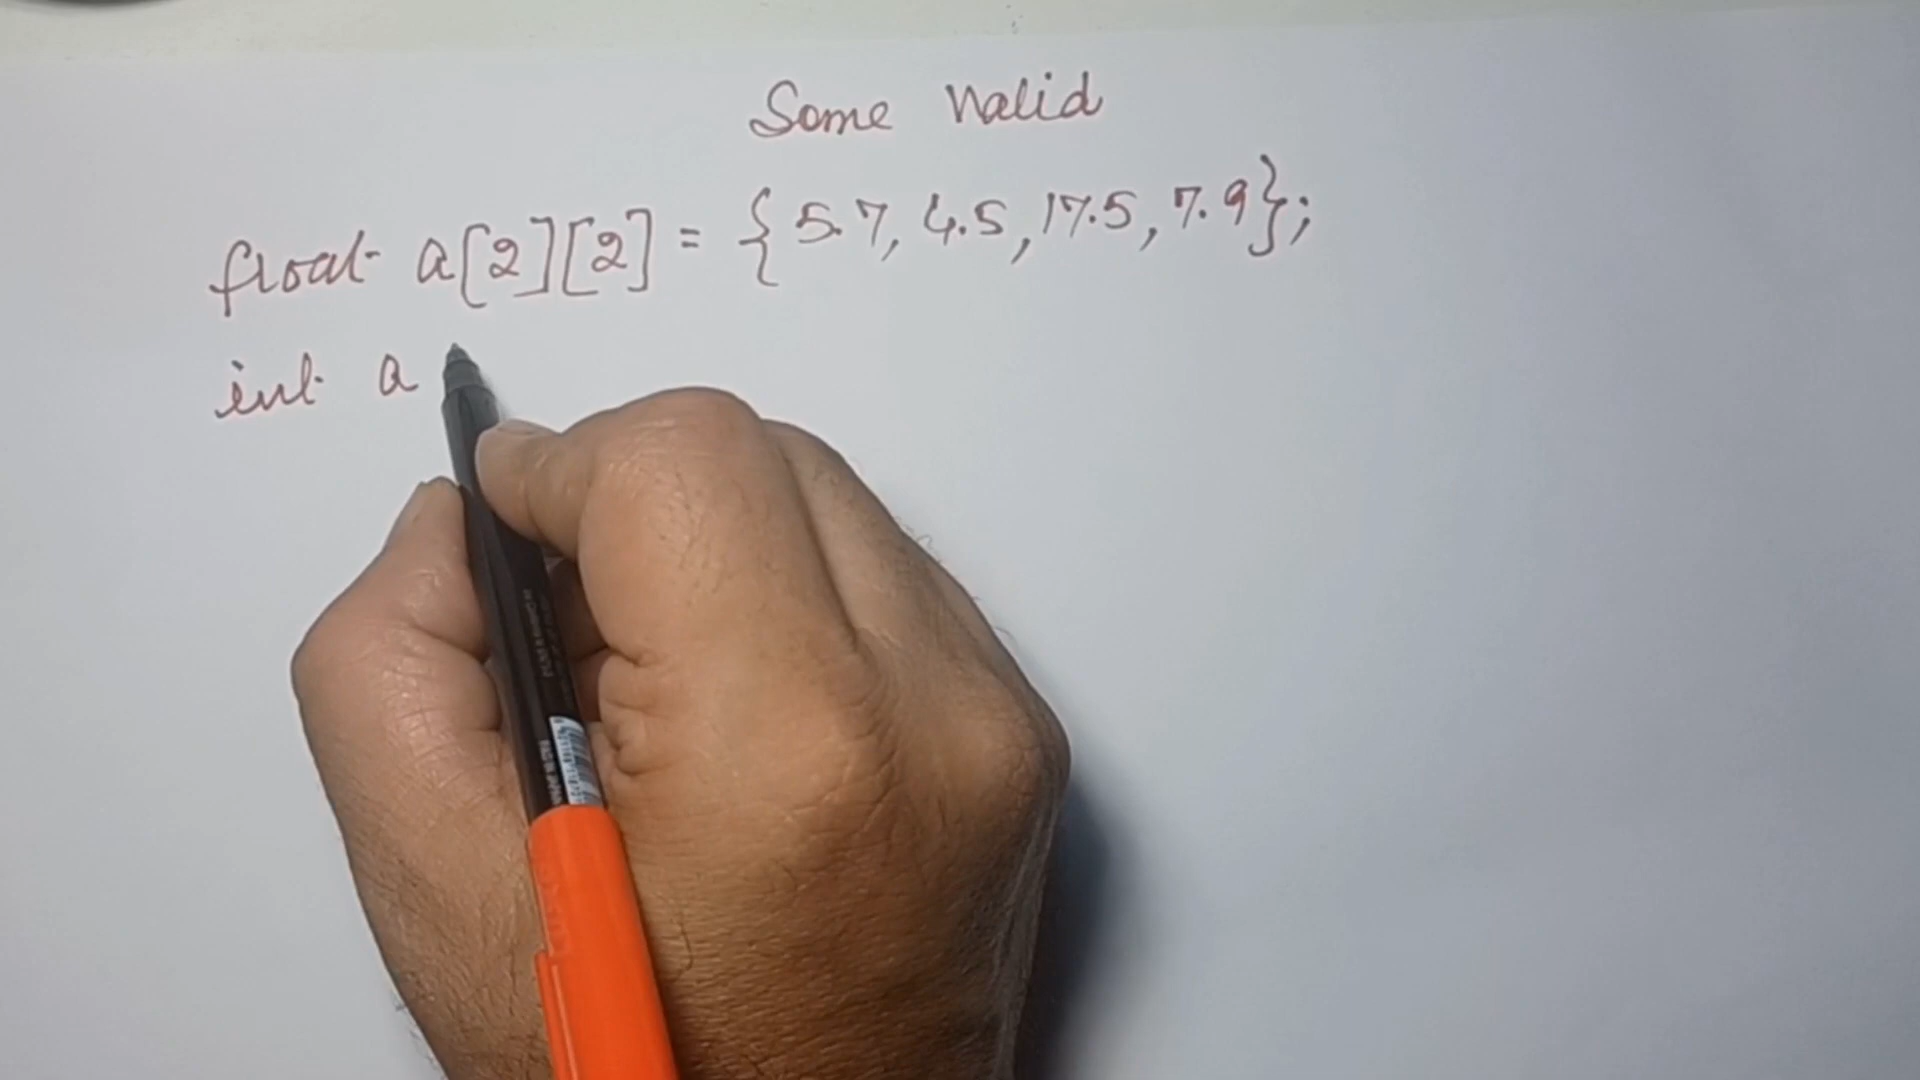 Some Valid
float a[2][2] = {5.7, 4.5, 17.5, 7.9};
int a